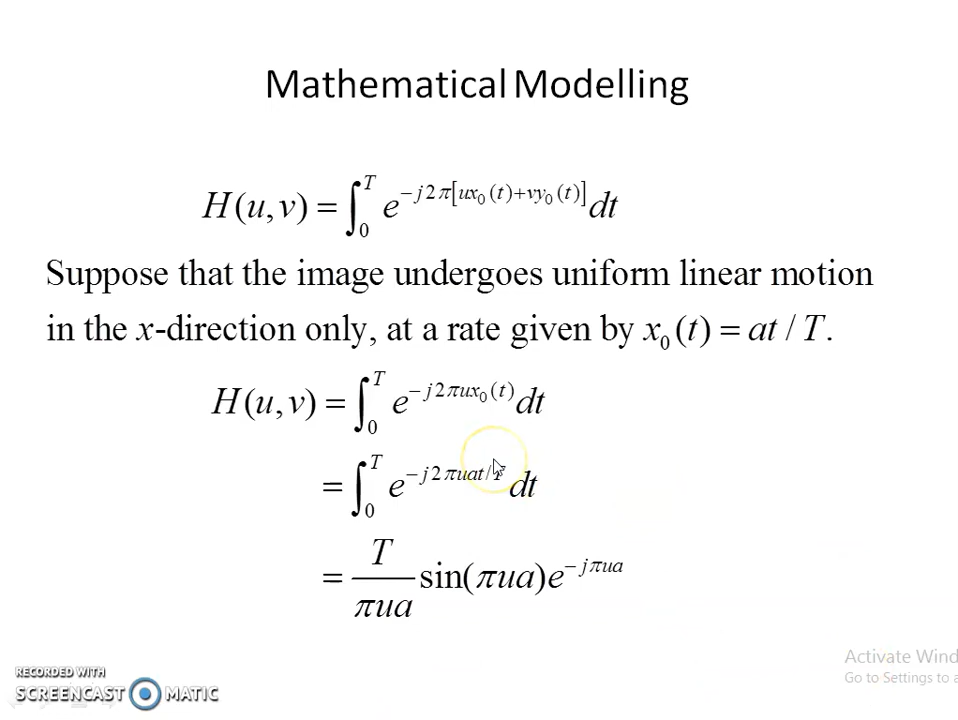 Mathematical Modelling
H(u, v) = ∫₀ᵀ e^{−j2π[ux₀(t)+vy₀(t)]} dt
Suppose that the image undergoes uniform linear motion
in the x-direction only, at a rate given by x₀(t) = at / T.
H(u, v) = ∫₀ᵀ e^{−j2πux₀(t)} dt
= ∫₀ᵀ e^{−j2πuat/T} dt
= T/πua sin(πua)e^{−jπua}
Activate Wind
Go to Settings to a
RECORDED WITH
SCREENCAST MATIC